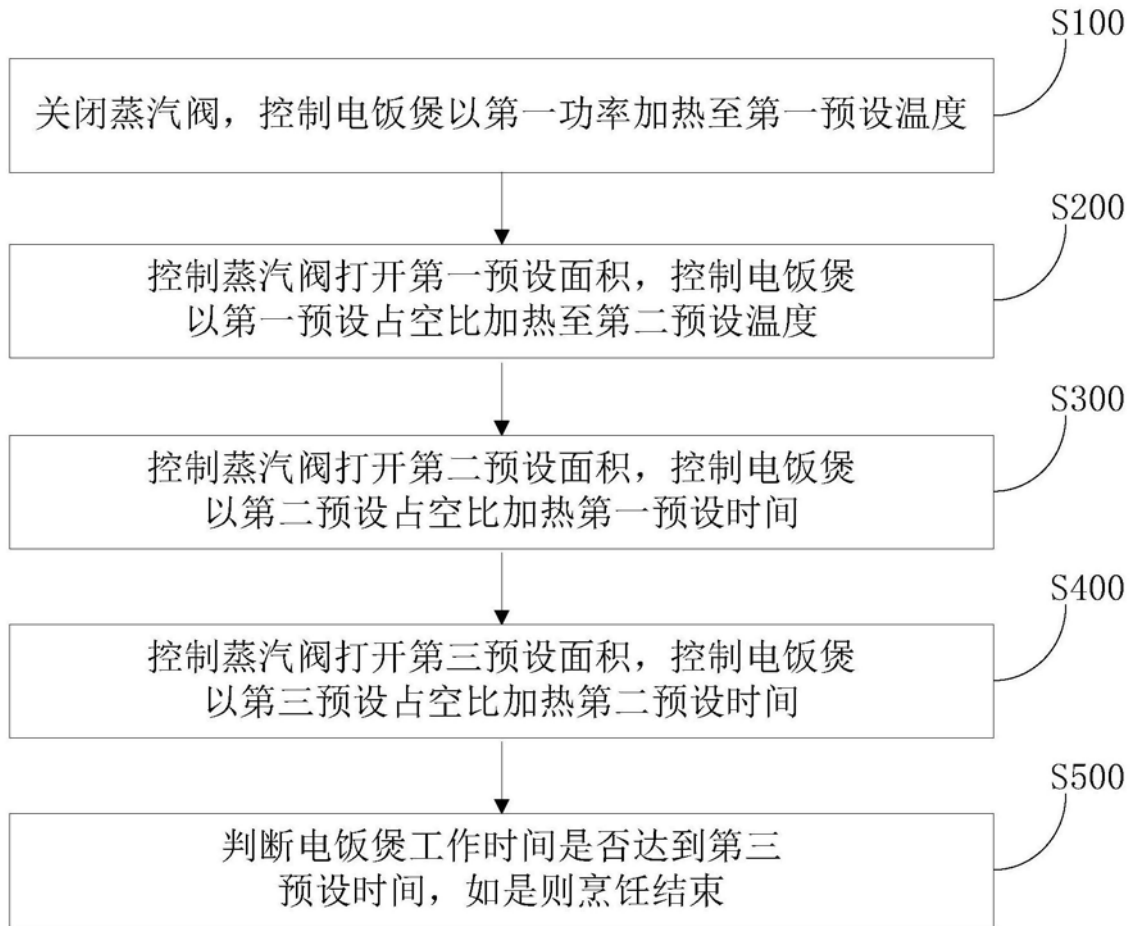 S100
关闭蒸汽阀，控制电饭煲以第一功率加热至第一预设温度
S200
控制蒸汽阀打开第一预设面积，控制电饭煲
以第一预设占空比加热至第二预设温度
S300
控制蒸汽阀打开第二预设面积，控制电饭煲
以第二预设占空比加热第一预设时间
S400
控制蒸汽阀打开第三预设面积，控制电饭煲
以第三预设占空比加热第二预设时间
S500
判断电饭煲工作时间是否达到第三
预设时间，如是则烹饪结束